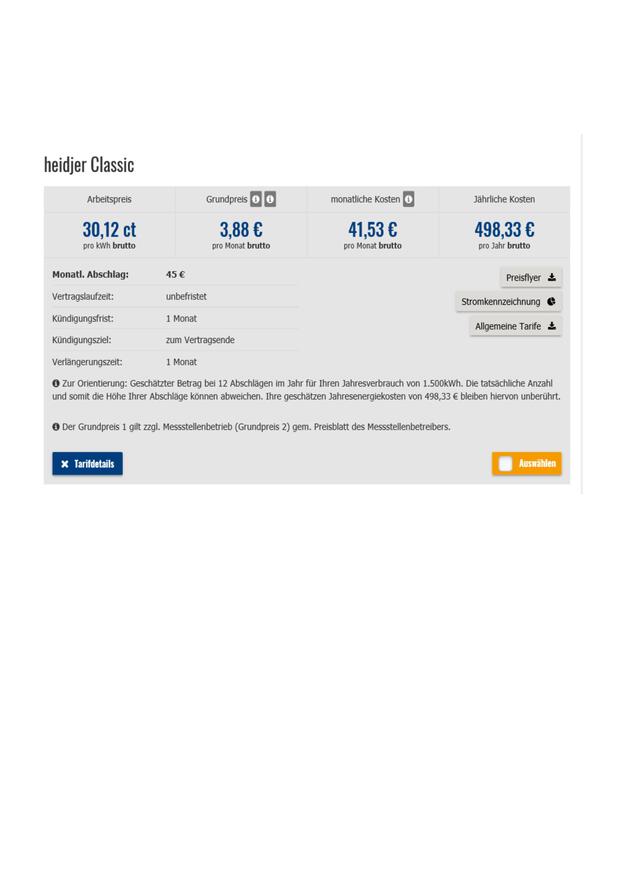 heidjer Classic
Arbeitspreis
Grundpreis
monatliche Kosten
Jährliche Kosten
30,12 ct
3,88 €
41,53 €
498,33 €
pro kWh brutto
pro Monat brutto
pro Monat brutto
pro Jahr brutto
Monatl. Abschlag: 45 €
Vertragslaufzeit: unbefristet
Kündigungsfrist: 1 Monat
Kündigungsziel: zum Vertragsende
Verlängerungszeit: 1 Monat
Preisflyer
Stromkennzeichnung
Allgemeine Tarife
Zur Orientierung: Geschätzter Betrag bei 12 Abschlägen im Jahr für Ihren Jahresverbrauch von 1.500kWh. Die tatsächliche Anzahl
und somit die Höhe Ihrer Abschläge können abweichen. Ihre geschätzen Jahresenergiekosten von 498,33 € bleiben hiervon unberührt.
Der Grundpreis 1 gilt zzgl. Messstellenbetrieb (Grundpreis 2) gem. Preisblatt des Messstellenbetreibers.
Tarifdetails
Auswählen